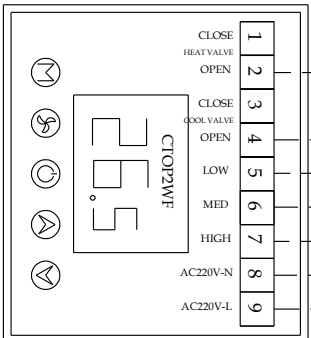 CLOSE 1
HEAT VALVE
OPEN 2
CLOSE 3
COOL VALVE
OPEN 4
LOW 5
MED 6
HIGH 7
AC220V-N 8
AC220V-L 9
CTOP2WF
26.5
M